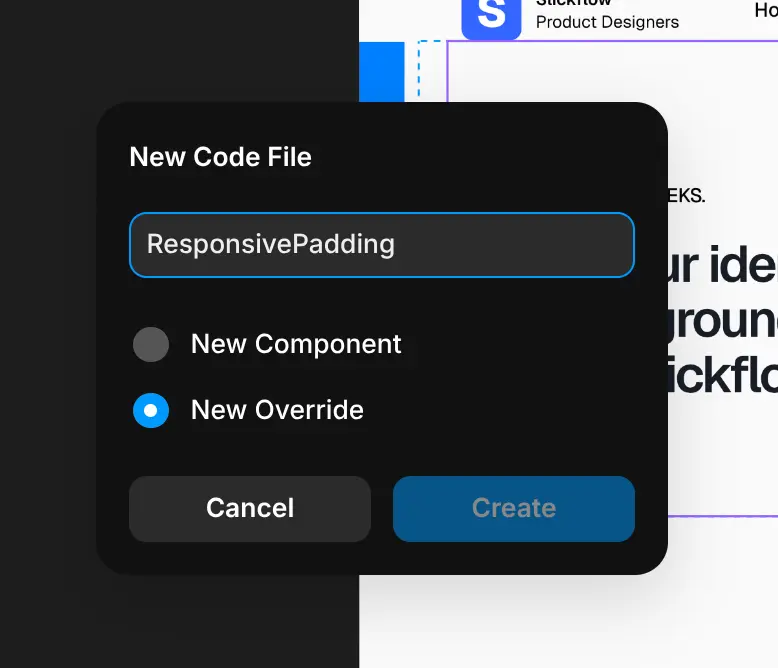 S
Stickflow
Product Designers
Ho
New Code File
EKS.
ResponsivePadding
ur ide
groun
New Component
ickflo
New Override
Cancel
Create